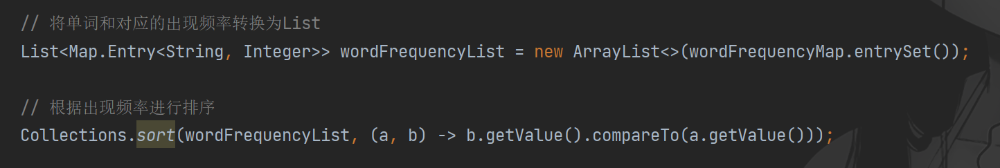 // 将单词和对应的出现频率转换为List
List<Map.Entry<String, Integer>> wordFrequencyList = new ArrayList<>(wordFrequencyMap.entrySet());
// 根据出现频率进行排序
Collections.sort(wordFrequencyList, (a, b) -> b.getValue().compareTo(a.getValue()));